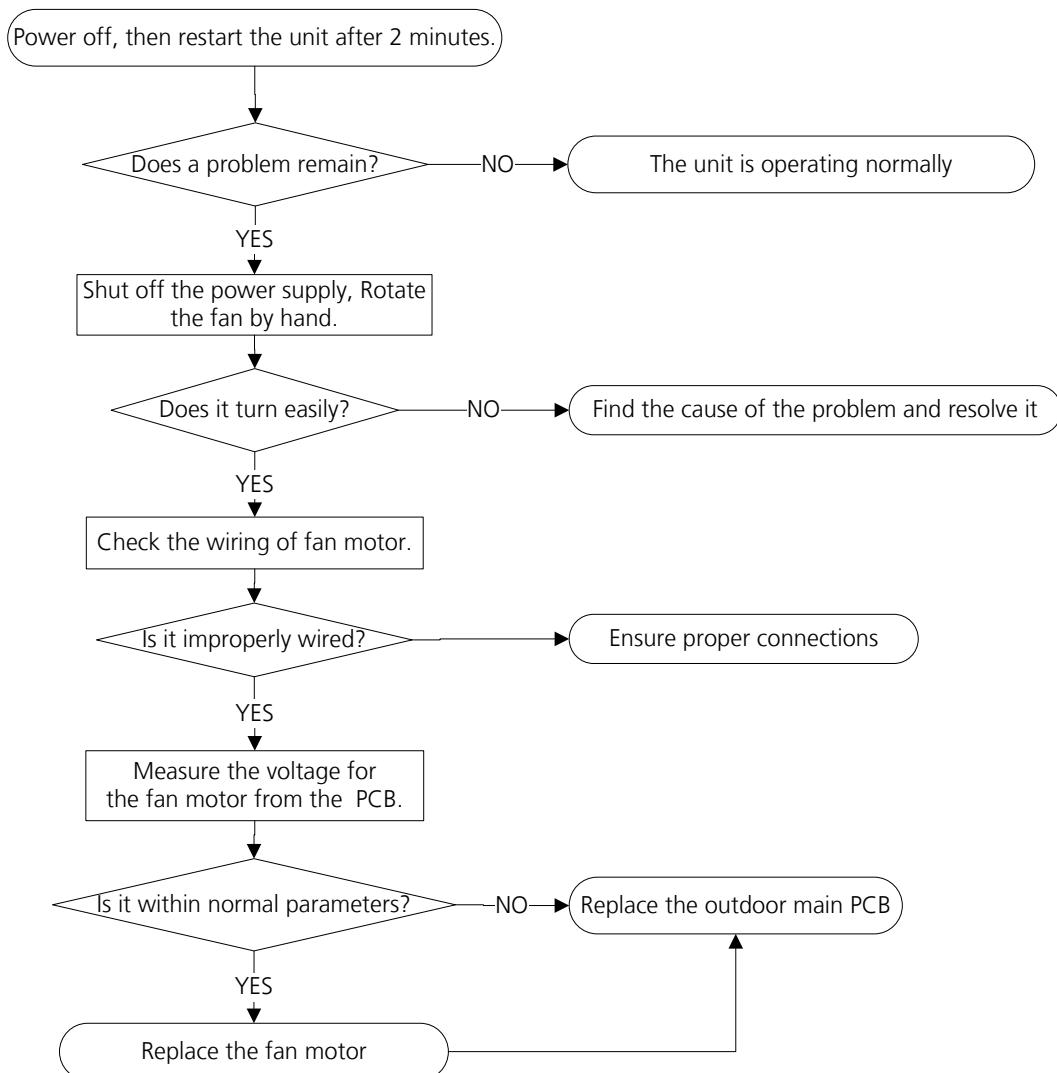 Power off, then restart the unit after 2 minutes.
Does a problem remain?
NO
The unit is operating normally
YES
Shut off the power supply, Rotate
the fan by hand.
Does it turn easily?
NO
Find the cause of the problem and resolve it
YES
Check the wiring of fan motor.
Is it improperly wired?
Ensure proper connections
YES
Measure the voltage for
the fan motor from the PCB.
Is it within normal parameters?
NO
Replace the outdoor main PCB
YES
Replace the fan motor